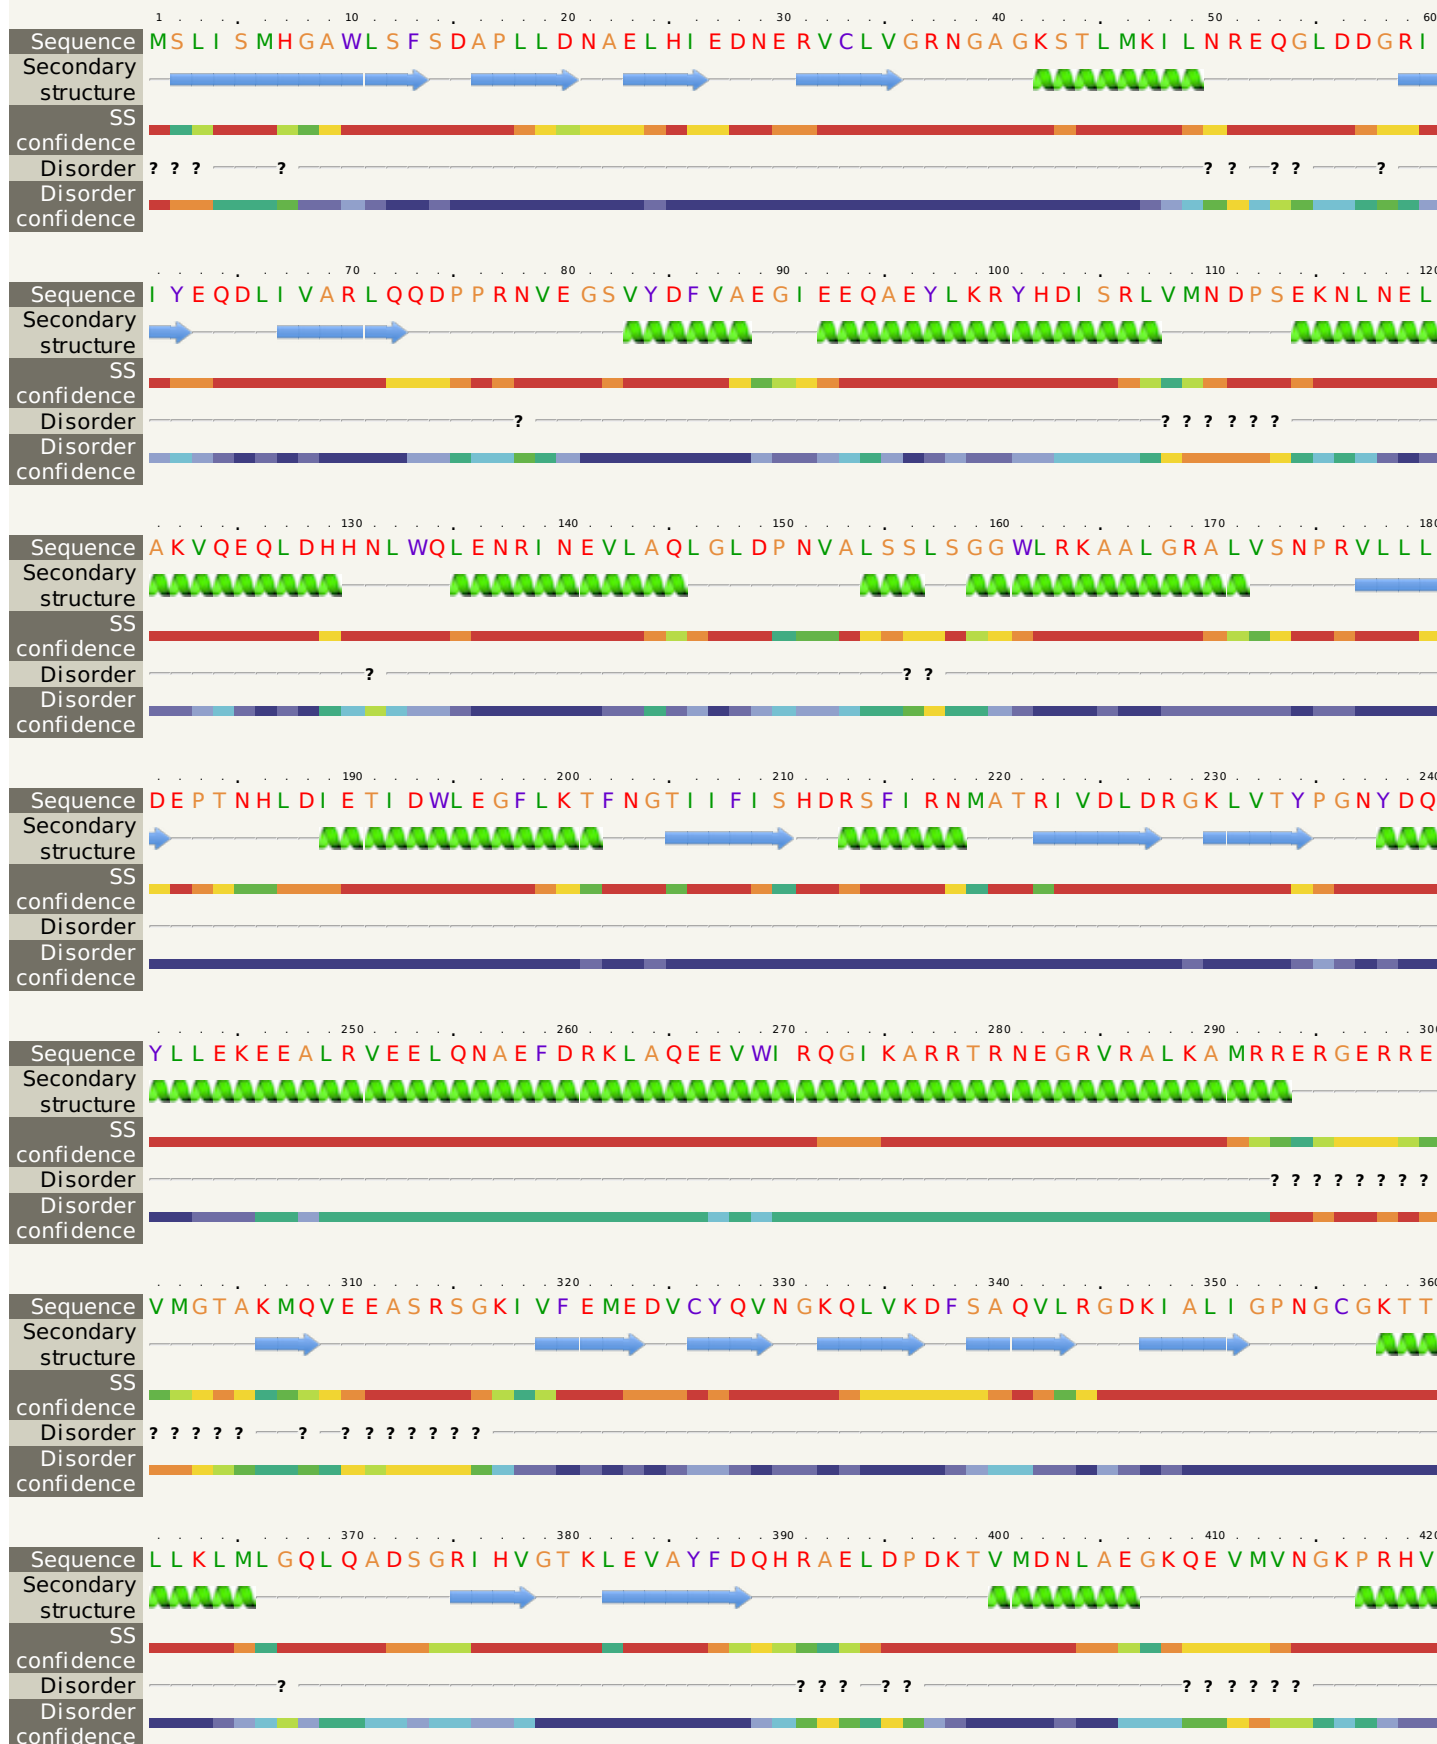 1 10 20 30 40 50 60
Sequence MSLISMHGAWLSFSDAPLLDNAELHIEDNERVCLVGRNGAGKSTLMKILNREQGLDDGRI
Secondary
structure
SS
confidence
Disorder ? ? ? ? ? ? ? ? ?
Disorder
confidence
70 80 90 100 110 120
Sequence IYEQDLIVARLQQDPPRNVEGSVYDFVAEGIEEQAEYLKRYHDISRLVMNDPSEKNLNEL
Secondary
structure
SS
confidence
Disorder ? ? ? ? ? ? ?
Disorder
confidence
130 140 150 160 170 180
Sequence AKVQEQLDHHNLWQLENRINEVLAQLGLDPNVALSSLSGGWLRKAALGRALVSNPRVLLL
Secondary
structure
SS
confidence
Disorder ? ? ?
Disorder
confidence
190 200 210 220 230 240
Sequence DEPTNHLDIETIDWLEGFLKTFNGTIIFISHDRSFIRNMATRIVDLDRGKLVTYPGNYDQ
Secondary
structure
SS
confidence
Disorder
Disorder
confidence
250 260 270 280 290 300
Sequence YLLEKEEALRVEELQNAEFDRKLAQEEVWIRQGIKARRTRNEGRVRALKAMRRERGERRE
Secondary
structure
SS
confidence
Disorder ? ? ? ? ? ? ? ?
Disorder
confidence
310 320 330 340 350 360
Sequence VMGTAKMQVEEASRSGKIVFEMEDVCYQVNGKQLVKDFSAQVLRGDKIALIGPNGCGKTT
Secondary
structure
SS
confidence
Disorder ? ? ? ? ? ? ? ? ? ? ? ? ?
Disorder
confidence
370 380 390 400 410 420
Sequence LLKLMLGQLQADSGRIHVGTKLEVAYFDQHRAELDPDKTVMDNLAEGKQEVMVNGKPRHV
Secondary
structure
SS
confidence
Disorder ? ? ? ? ? ? ? ? ? ? ? ?
Disorder
confidence